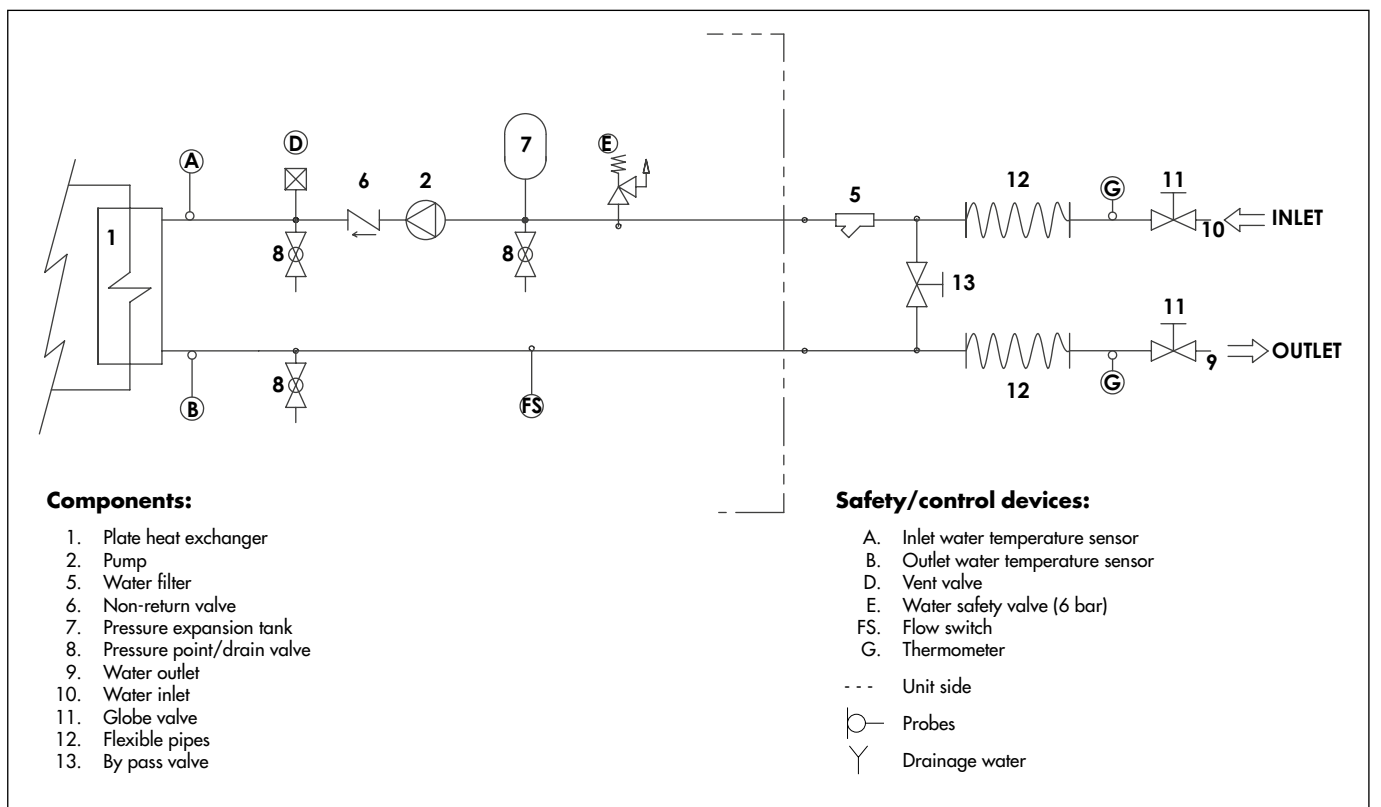 D
7
E
A
6
2
5
12
G
11
1
10
INLET
8
8
13
11
OUTLET
9
8
B
FS
12
G
Components:
1. Plate heat exchanger
2. Pump
5. Water filter
6. Non-return valve
7. Pressure expansion tank
8. Pressure point/drain valve
9. Water outlet
10. Water inlet
11. Globe valve
12. Flexible pipes
13. By pass valve
Safety/control devices:
A. Inlet water temperature sensor
B. Outlet water temperature sensor
D. Vent valve
E. Water safety valve (6 bar)
FS. Flow switch
G. Thermometer
--- Unit side
Probes
Drainage water